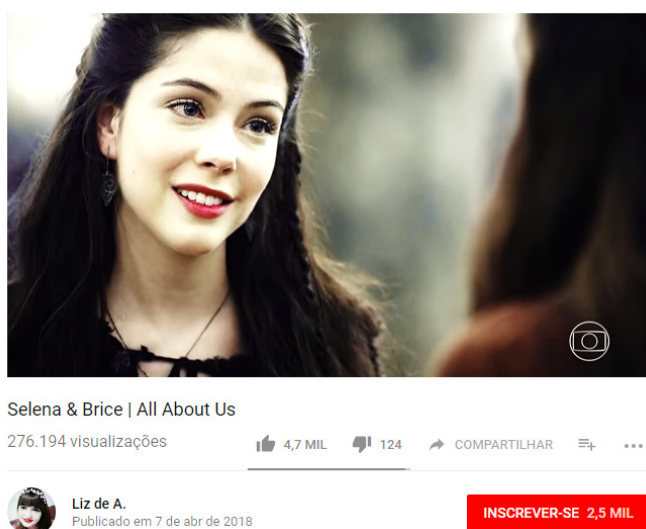 Selena & Brice | All About Us
276.194 visualizações
4,7 MIL 124 COMPARTILHAR
Liz de A.
Publicado em 7 de abr de 2018
INSCREVER-SE 2,5 MIL